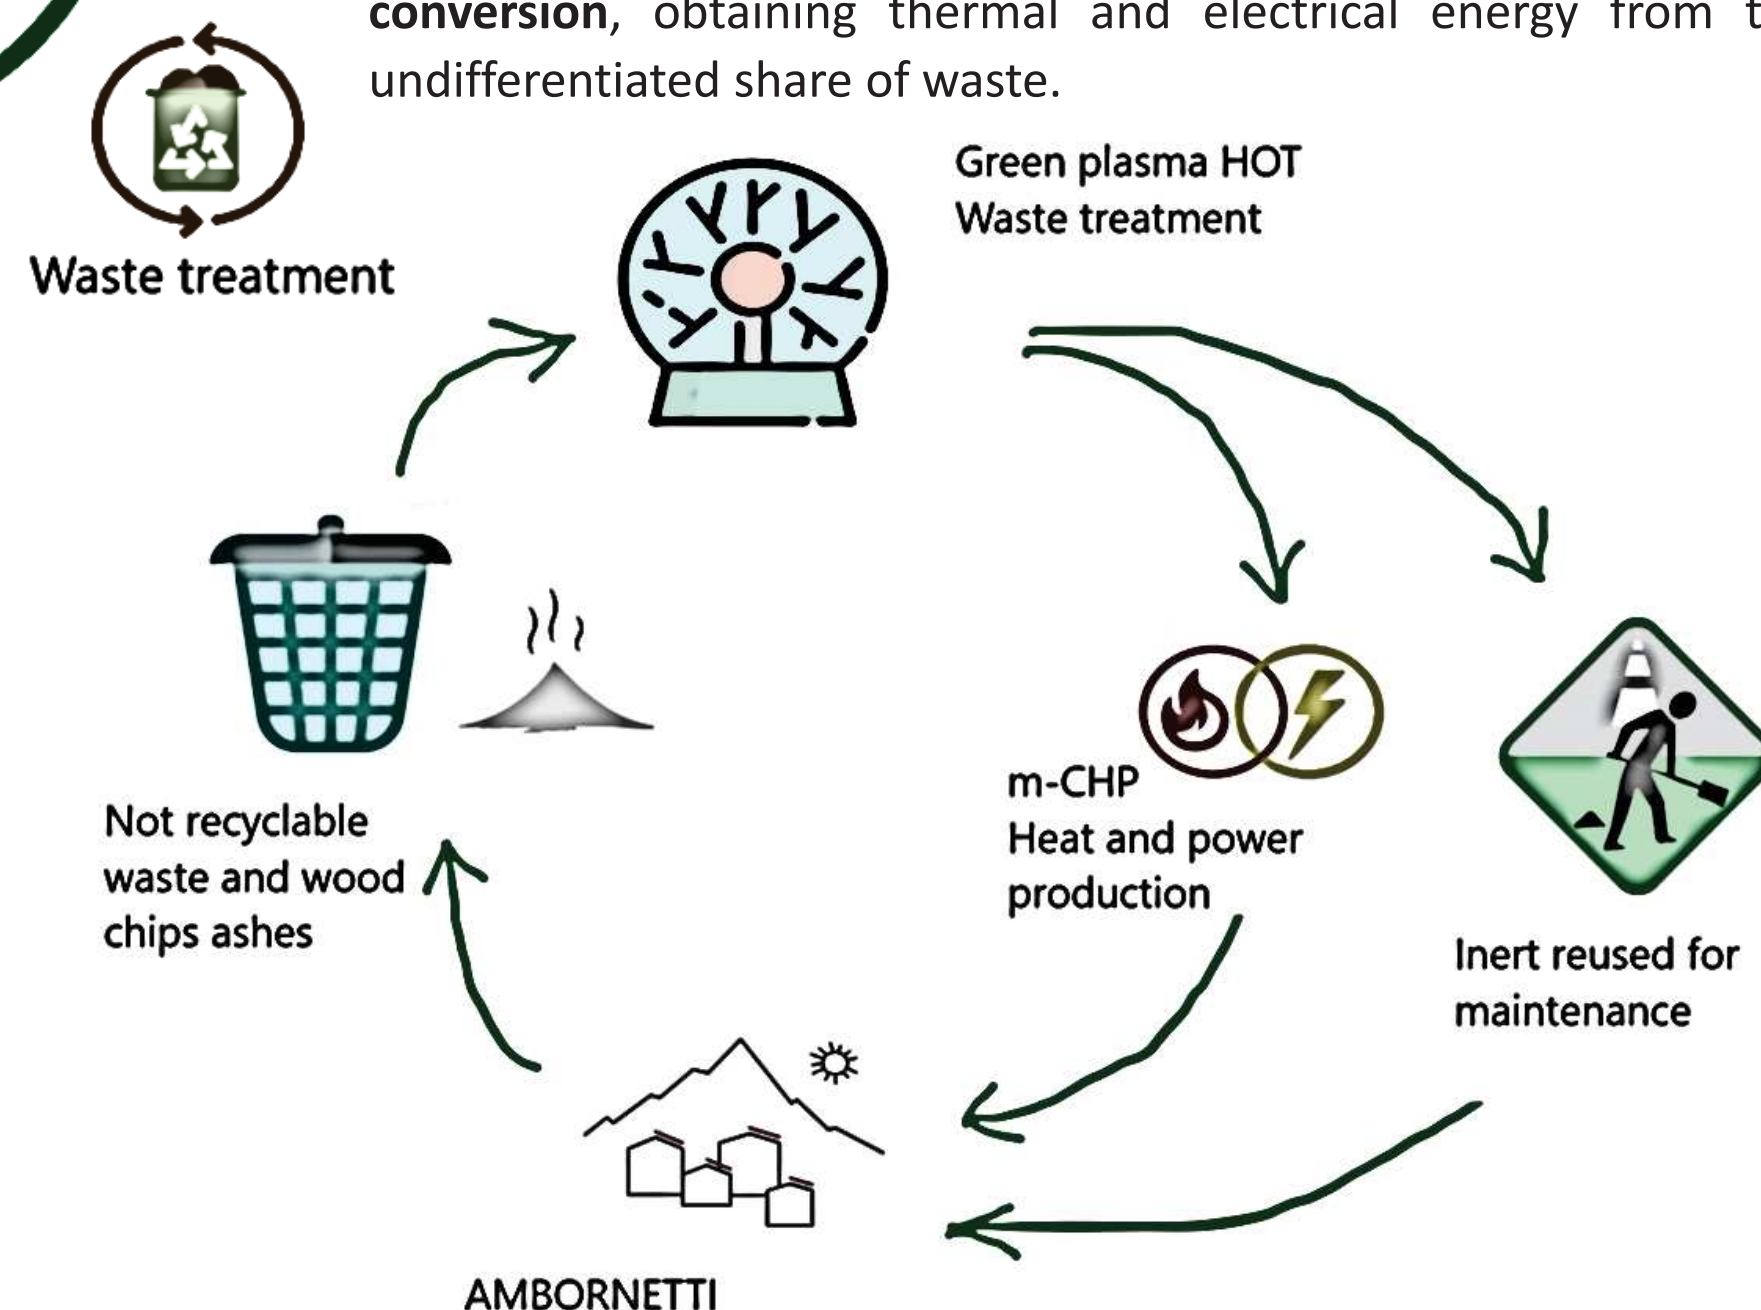 conversion, obtaining thermal and electrical energy from t
undifferentiated share of waste.
Waste treatment
Green plasma HOT
Waste treatment
Not recyclable
waste and wood
chips ashes
m-CHP
Heat and power
production
Inert reused for
maintenance
AMBORNETTI